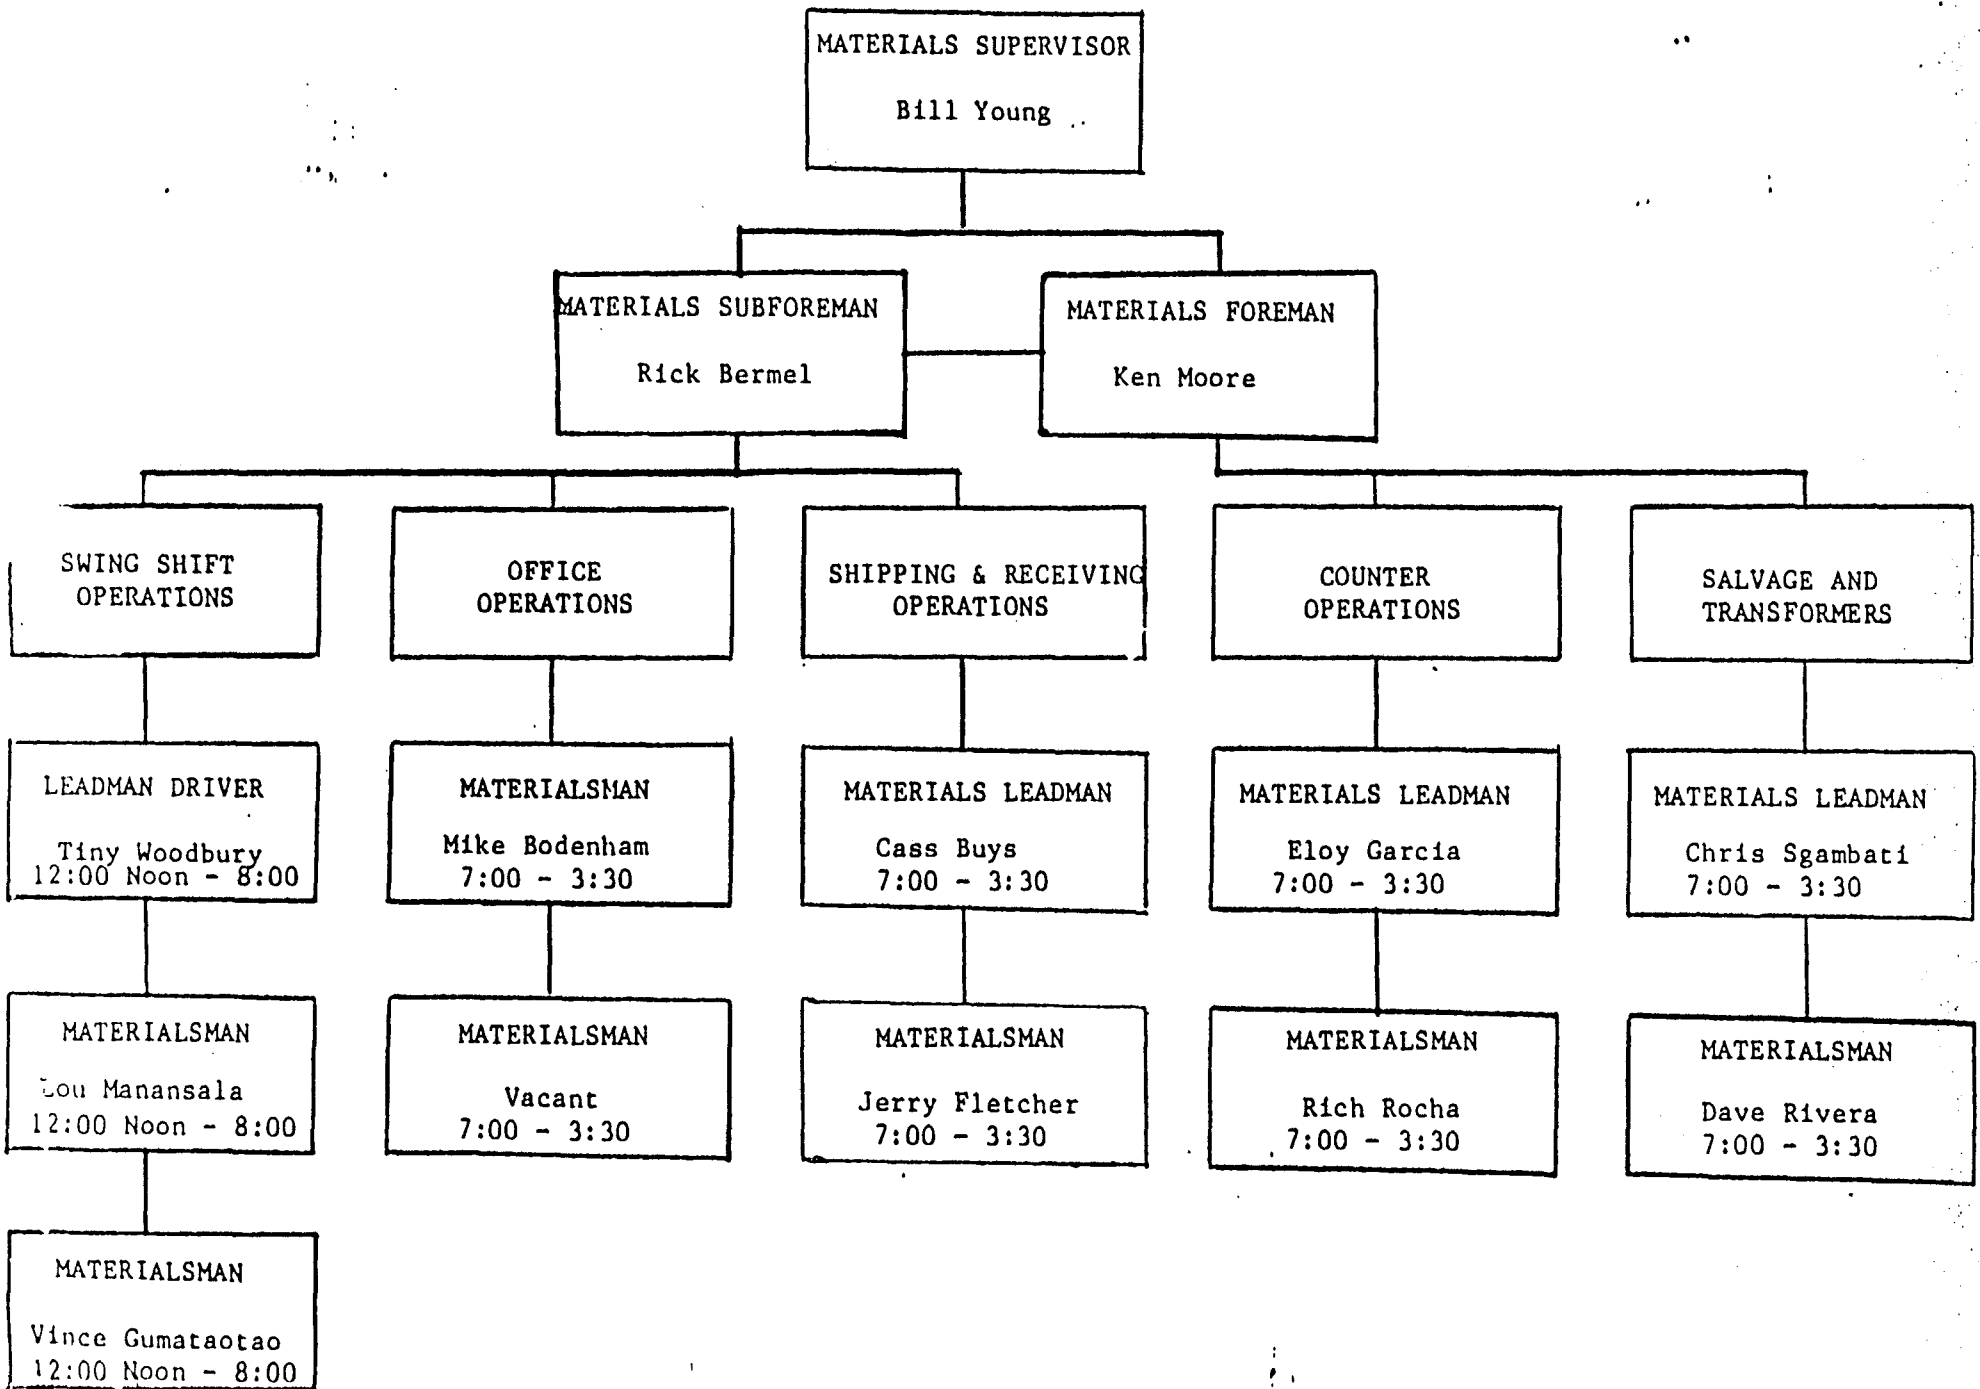 MATERIALS SUPERVISOR
Bill Young
MATERIALS SUBFOREMAN
Rick Bermel
MATERIALS FOREMAN
Ken Moore
SWING SHIFT
OPERATIONS
OFFICE
OPERATIONS
SHIPPING & RECEIVING
OPERATIONS
COUNTER
OPERATIONS
SALVAGE AND
TRANSFORMERS
LEADMAN DRIVER
Tiny Woodbury
12:00 Noon - 8:00
MATERIALSMAN
Mike Bodenham
7:00 - 3:30
MATERIALS LEADMAN
Cass Buys
7:00 - 3:30
MATERIALS LEADMAN
Eloy Garcia
7:00 - 3:30
MATERIALS LEADMAN
Chris Sgambati
7:00 - 3:30
MATERIALSMAN
Lou Manansala
12:00 Noon - 8:00
MATERIALSMAN
Vacant
7:00 - 3:30
MATERIALSMAN
Jerry Fletcher
7:00 - 3:30
MATERIALSMAN
Rich Rocha
7:00 - 3:30
MATERIALSMAN
Dave Rivera
7:00 - 3:30
MATERIALSMAN
Vince Gumataotao
12:00 Noon - 8:00